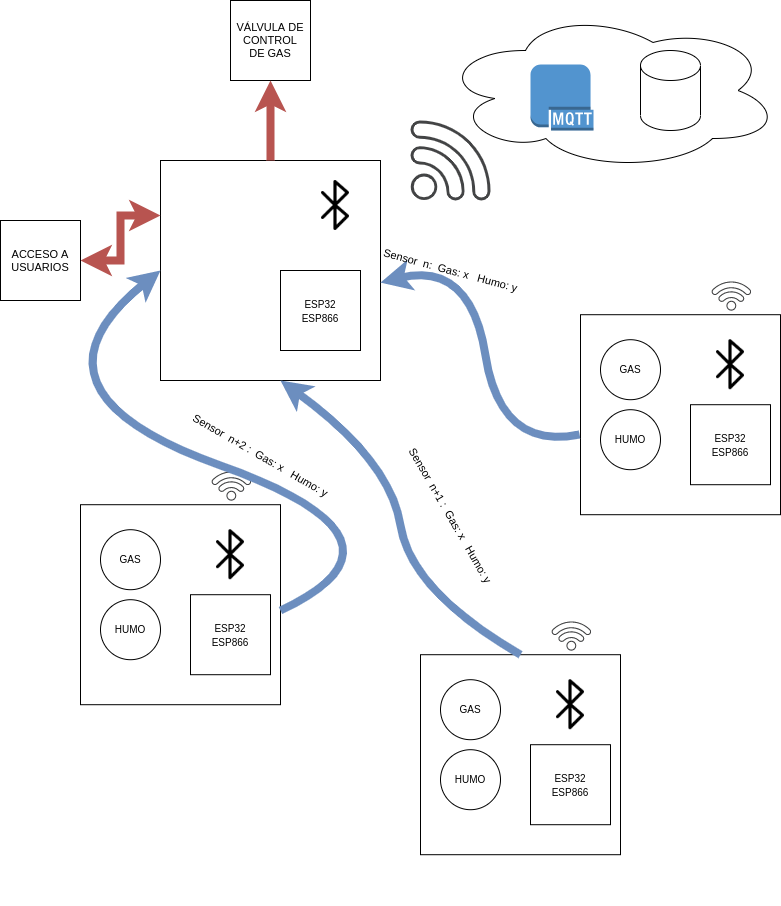 VÁLVULA DE
CONTROL
DE GAS
MQTT
ACCESO A
USUARIOS
ESP32
ESP866
Sensor n: Gas: x Humo: y
GAS
HUMO
ESP32
ESP866
Sensor n+2 : Gas: x Humo: y
Sensor n+1 : Gas: x Humo: y
GAS
HUMO
ESP32
ESP866
GAS
HUMO
ESP32
ESP866